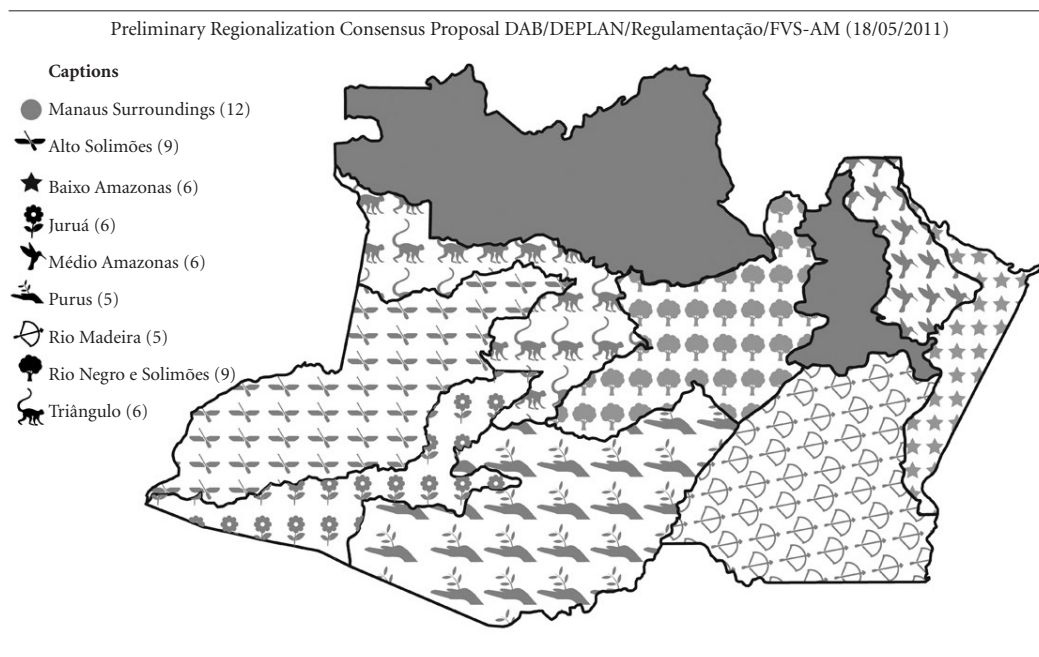 Preliminary Regionalization Consensus Proposal DAB/DEPLAN/Regulamentação/FVS-AM (18/05/2011)
Captions
Manaus Surroundings (12)
Alto Solimões (9)
Baixo Amazonas (6)
Juruá (6)
Médio Amazonas (6)
Purus (5)
Rio Madeira (5)
Rio Negro e Solimões (9)
Triângulo (6)